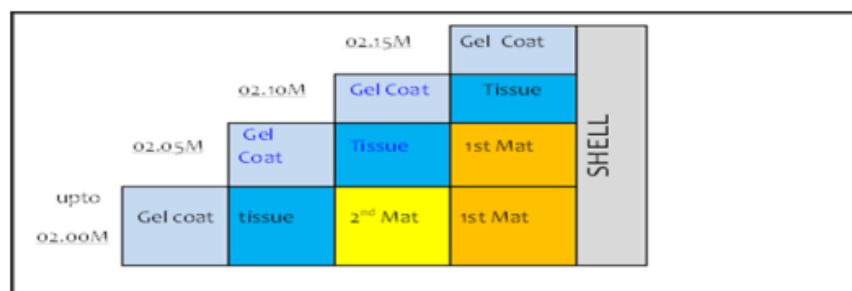 02.15M Gel Coat
02.10M Gel Coat Tissue
02.05M Gel Coat Tissue 1st Mat
upto
02.00M Gel coat tissue 2nd Mat 1st Mat
SHELL